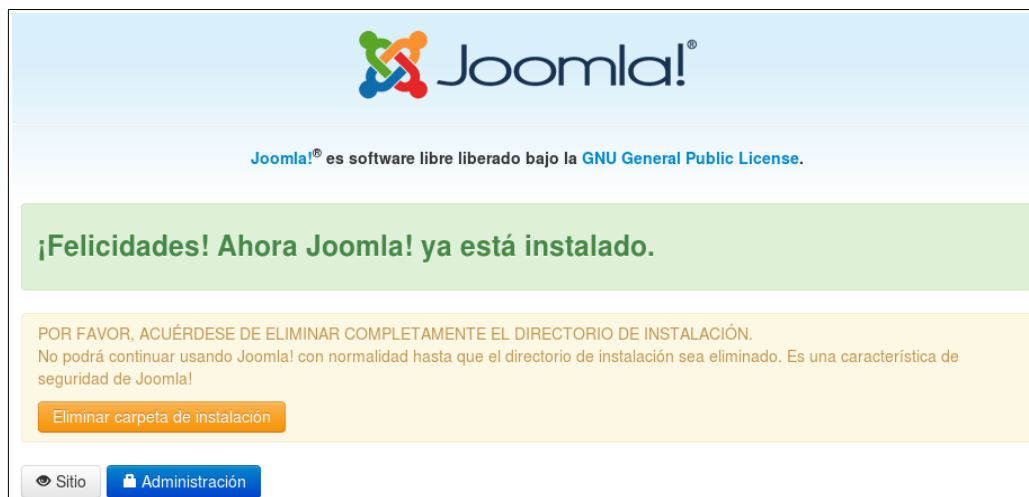 Joomla!®
Joomla!® es software libre liberado bajo la GNU General Public License.
¡Felicidades! Ahora Joomla! ya está instalado.
POR FAVOR, ACUÉRDESE DE ELIMINAR COMPLETAMENTE EL DIRECTORIO DE INSTALACIÓN.
No podrá continuar usando Joomla! con normalidad hasta que el directorio de instalación sea eliminado. Es una característica de
seguridad de Joomla!
Eliminar carpeta de instalación
Sitio Administración